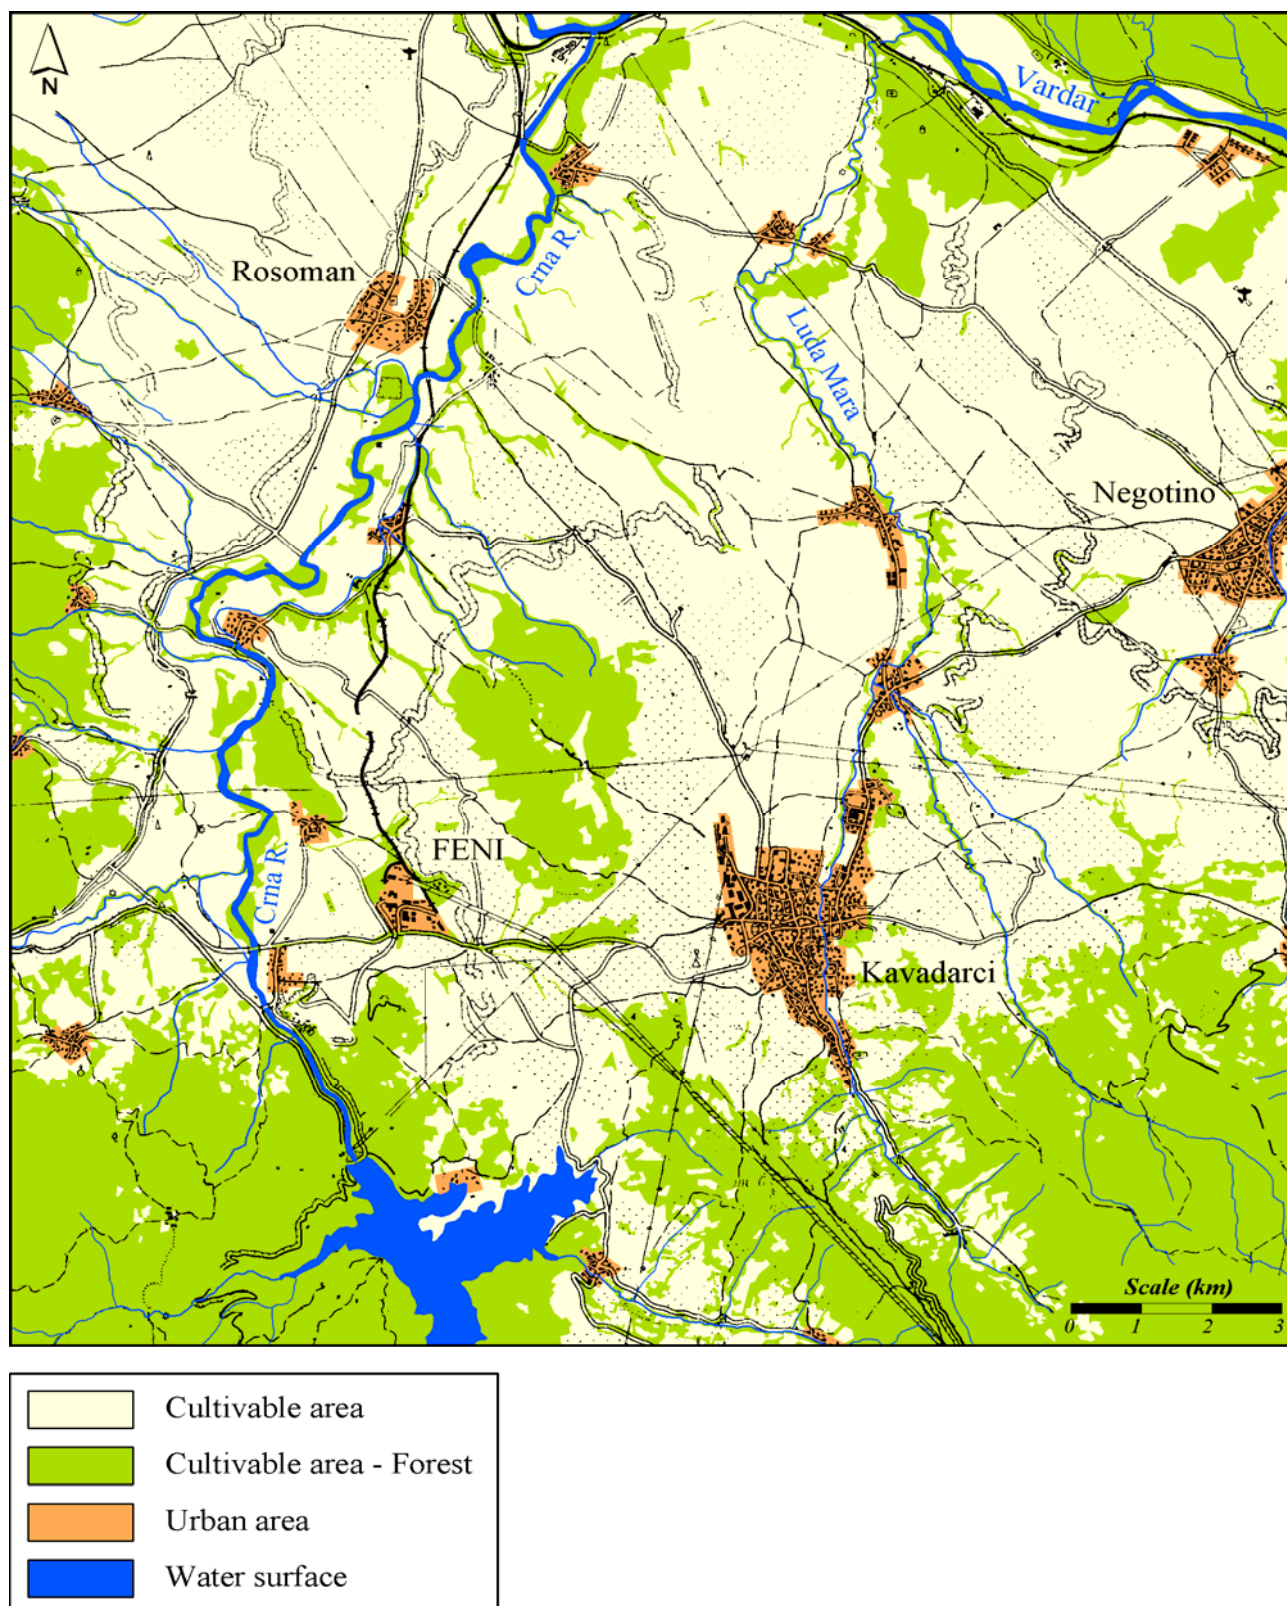 N
Vardar
Crna R.
Rosoman
Luda Mara
Negotino
FENI
Crna R.
Kavadarci
Scale (km)
0 1 2 3
Cultivable area
Cultivable area - Forest
Urban area
Water surface